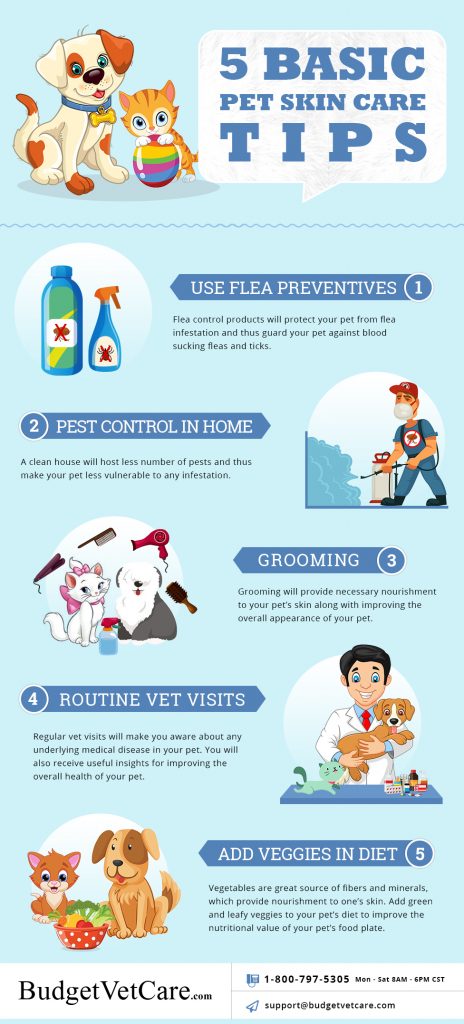 5 BASIC
PET SKIN CARE
TIPS
USE FLEA PREVENTIVES 1
Flea control products will protect your pet from flea
infestation and thus guard your pet against blood
sucking fleas and ticks.
2 PEST CONTROL IN HOME
A clean house will host less number of pests and thus
make your pet less vulnerable to any infestation.
GROOMING 3
Grooming will provide necessary nourishment
to your pet's skin along with improving the
overall appearance of your pet.
4 ROUTINE VET VISITS
Regular vet visits will make you aware about any
underlying medical disease in your pet. You will
also receive useful insights for improving the
overall health of your pet.
ADD VEGGIES IN DIET 5
Vegetables are great source of fibers and minerals,
which provide nourishment to one's skin. Add green
and leafy veggies to your pet's diet to improve the
nutritional value of your pet's food plate.
BudgetVetCare.com
1-800-797-5305 Mon - Sat 8AM - 6PM CST
support@budgetvetcare.com